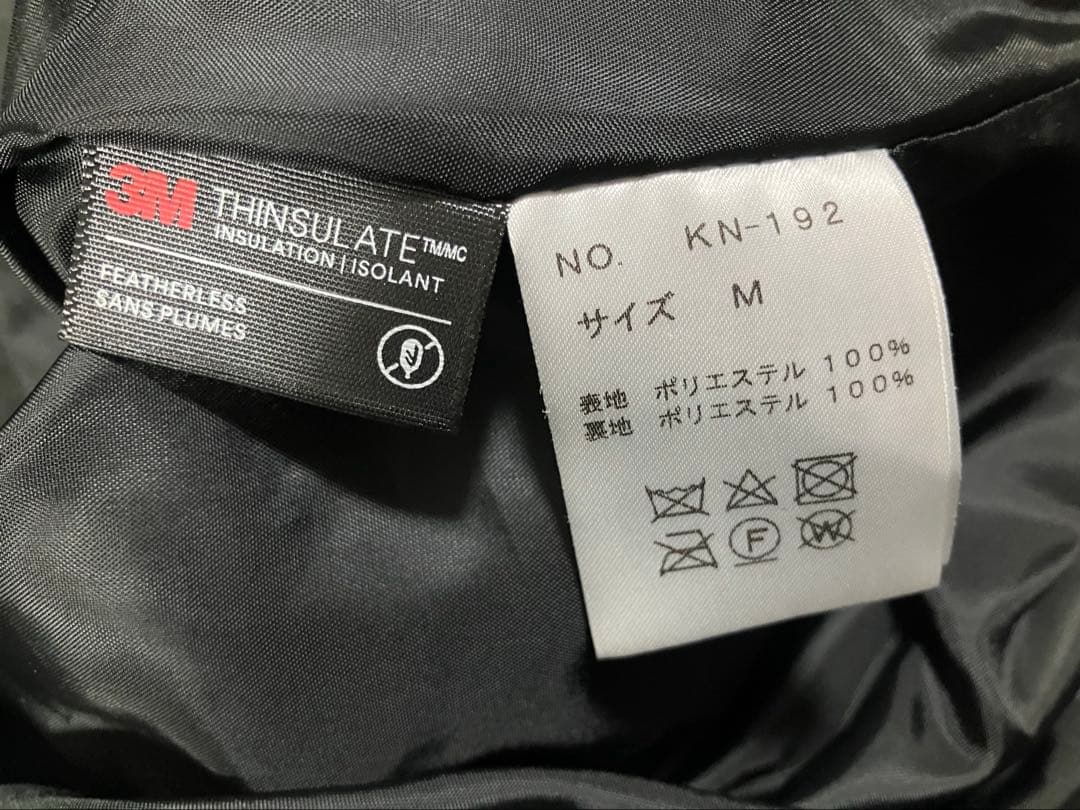 3M THINSULATE™/MC
INSULATION | ISOLANT
FEATHERLESS
SANS PLUMES
NO. KN-192
サイズ M
表地 ポリエステル 100%
裏地 ポリエステル 100%
F W